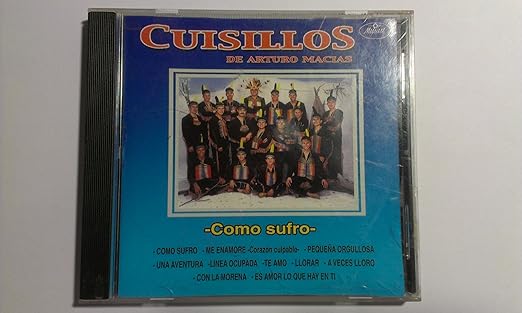 CUISILLOS
DE ARTURO MACIAS
Musart
-Como sufro-
-COMO SUFRO -ME ENAMORE -Corazón culpable- -PEQUEÑA ORGULLOSA
-UNA AVENTURA -LINEA OCUPADA -TE AMO -LLORAR -A VECES LLORO
-CON LA MORENA -ES AMOR LO QUE HAY EN TI